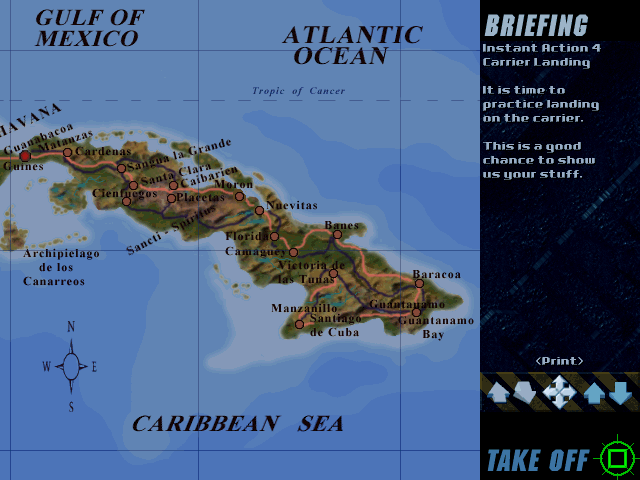 GULF OF
MEXICO
ATLANTIC
OCEAN
Tropic of Cancer
HAVANA
Guanabacoa
Matanzas
Guines
Cardenas
Sangua la Grande
Santa Clara
Caibarien
Cienfuegos
Placetas
Moron
Sancti - Spiritus
Nuevitas
Florida
Camaguey
Banes
Archipielago
de los
Canarreos
Victoria de
las Tunas
Baracoa
Manzanillo
Guantanamo
Santiago
de Cuba
Guantanamo
Bay
N
W
E
S
CARIBBEAN SEA
BRIEFING
Instant Action 4
Carrier Landing
It is time to
practice landing
on the carrier.
This is a good
chance to show
us your stuff.
<Print>
TAKE OFF